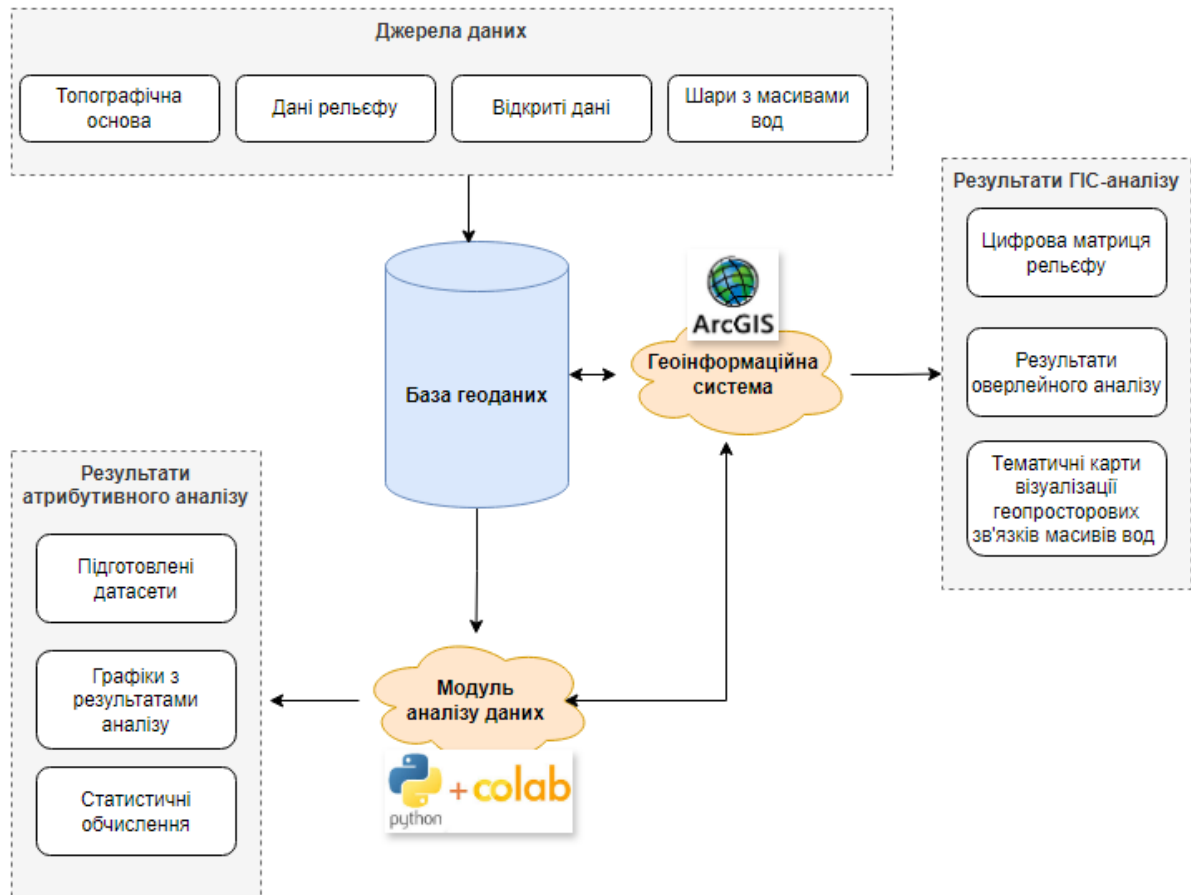 Джерела даних
Топографічна
основа
Дані рельєфу
Відкриті дані
Шари з масивами
вод
Результати ГІС-аналізу
Цифрова матриця
рельєфу
Результати
оверлейного аналізу
Тематичні карти
візуалізації
геопросторових
зв'язків масивів вод
ArcGIS
Геоінформаційна
система
База геоданих
Результати
атрибутивного аналізу
Підготовлені
датасети
Графіки з
результатами
аналізу
Статистичні
обчислення
Модуль
аналізу даних
python + colab